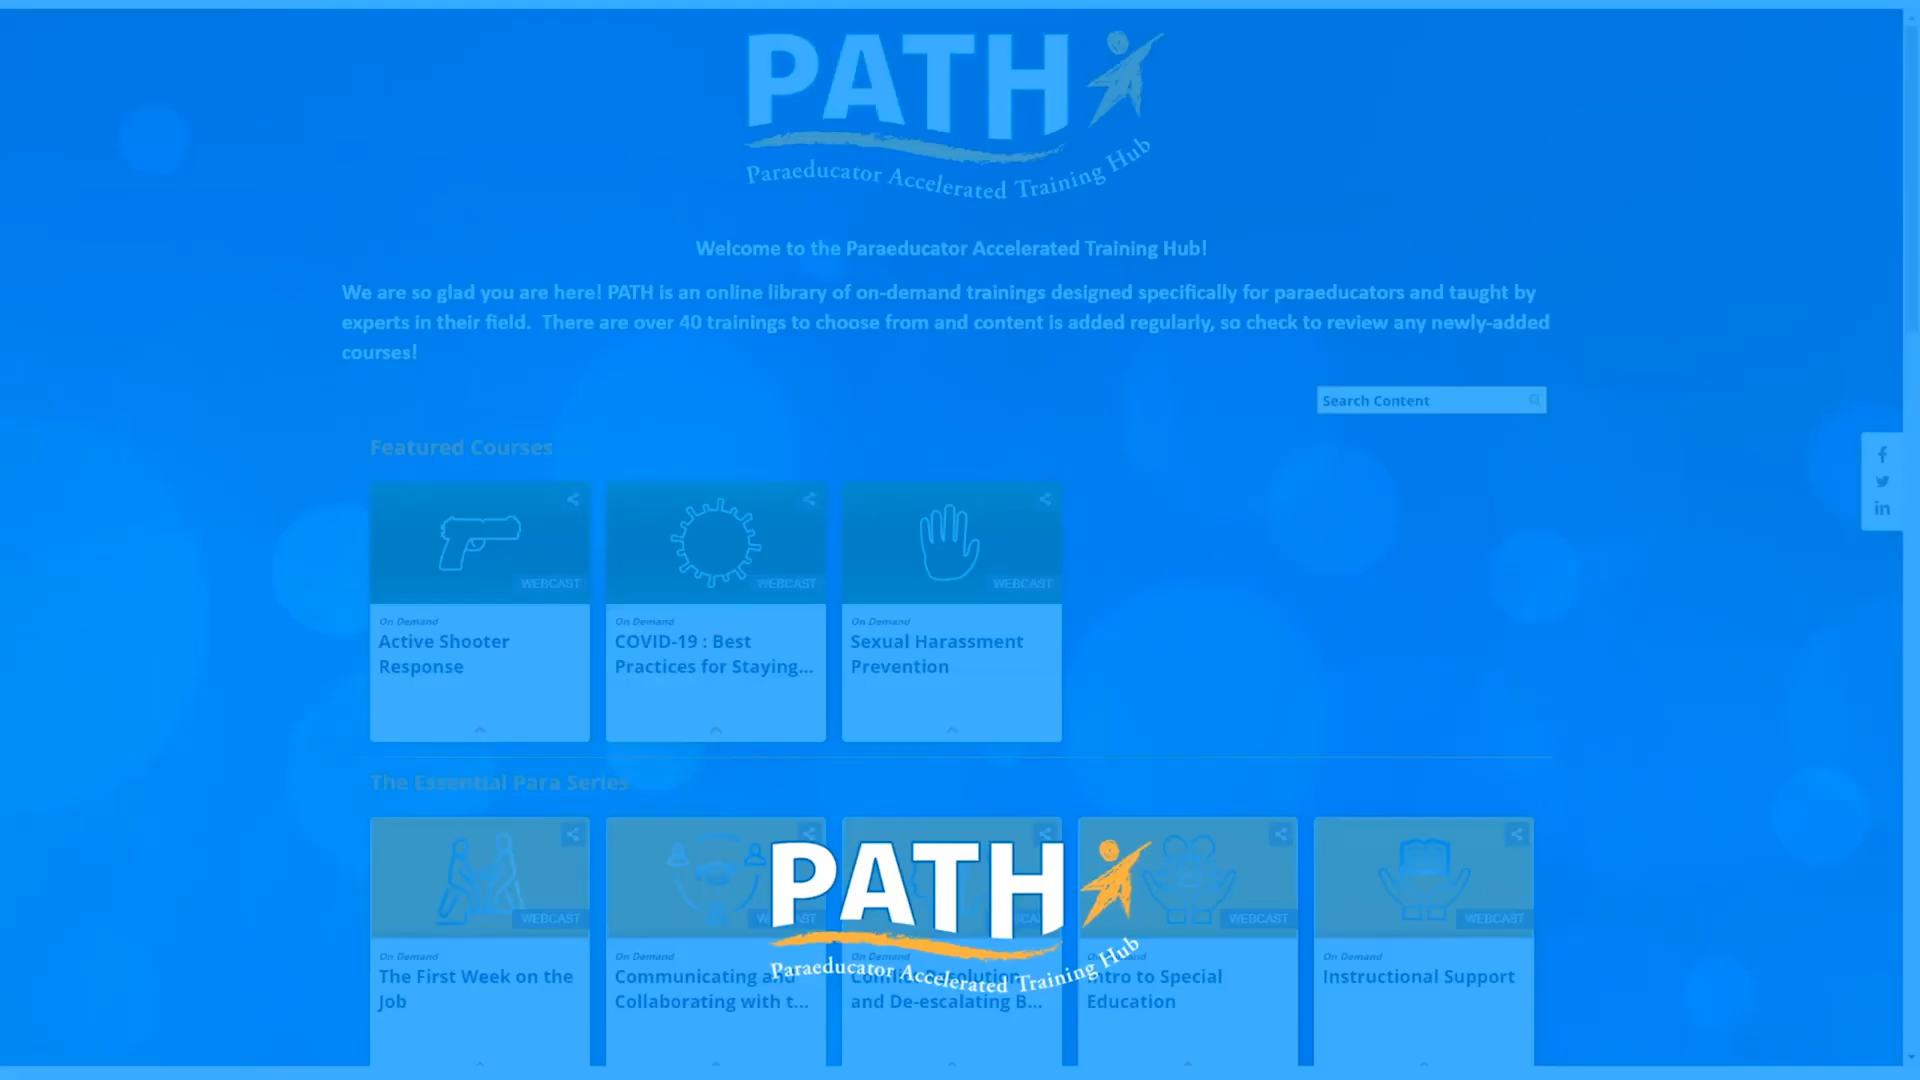 PATH
Paraeducator Accelerated Training Hub
Welcome to the Paraeducator Accelerated Training Hub!
We are so glad you are here! PATH is an online library of on-demand trainings designed specifically for paraeducators and taught by
experts in their field.  There are over 40 trainings to choose from and content is added regularly, so check to review any newly-added
courses!
Search Content
Featured Courses
WEBCAST
On Demand
Active Shooter
Response
WEBCAST
On Demand
COVID-19 : Best
Practices for Staying...
WEBCAST
On Demand
Sexual Harassment
Prevention
The Essential Para Series
WEBCAST
On Demand
The First Week on the
Job
On Demand
Communicating and
Collaborating with t...
On Demand
Conflict Resolution
and De-escalating B...
WEBCAST
On Demand
Intro to Special
Education
WEBCAST
On Demand
Instructional Support
PATH
Paraeducator Accelerated Training Hub